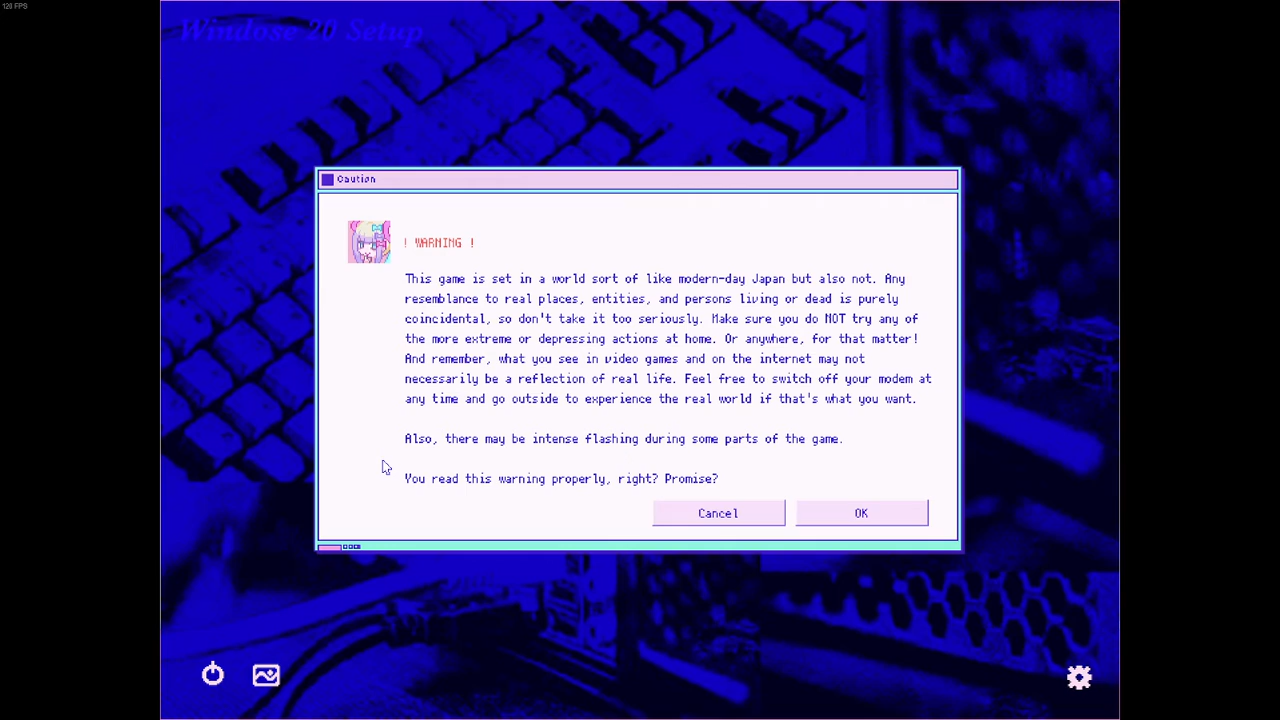 128 FPS
Windose 20 Setup
Caution
! WARNING !
This game is set in a world sort of like modern-day Japan but also not. Any
resemblance to real places, entities, and persons living or dead is purely
coincidental, so don't take it too seriously. Make sure you do NOT try any of
the more extreme or depressing actions at home. Or anywhere, for that matter!
And remember, what you see in video games and on the internet may not
necessarily be a reflection of real life. Feel free to switch off your modem at
any time and go outside to experience the real world if that's what you want.
Also, there may be intense flashing during some parts of the game.
You read this warning properly, right? Promise?
Cancel
OK